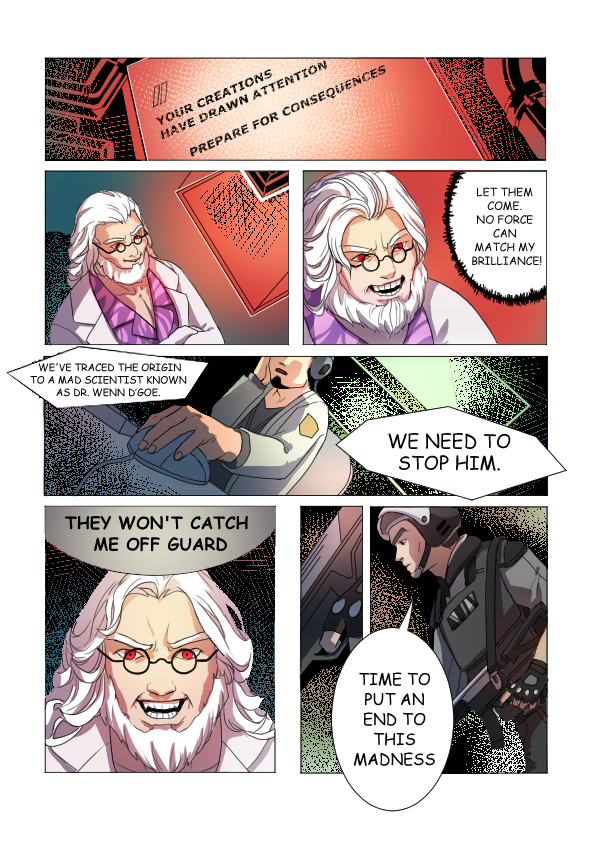 YOUR CREATIONS
HAVE DRAWN ATTENTION
PREPARE FOR CONSEQUENCES
LET THEM
COME.
NO FORCE
CAN
MATCH MY
BRILLIANCE!
WE'VE TRACED THE ORIGIN
TO A MAD SCIENTIST KNOWN
AS DR. WENN D'GOE.
WE NEED TO
STOP HIM.
THEY WON'T CATCH
ME OFF GUARD
TIME TO
PUT AN
END TO
THIS
MADNESS